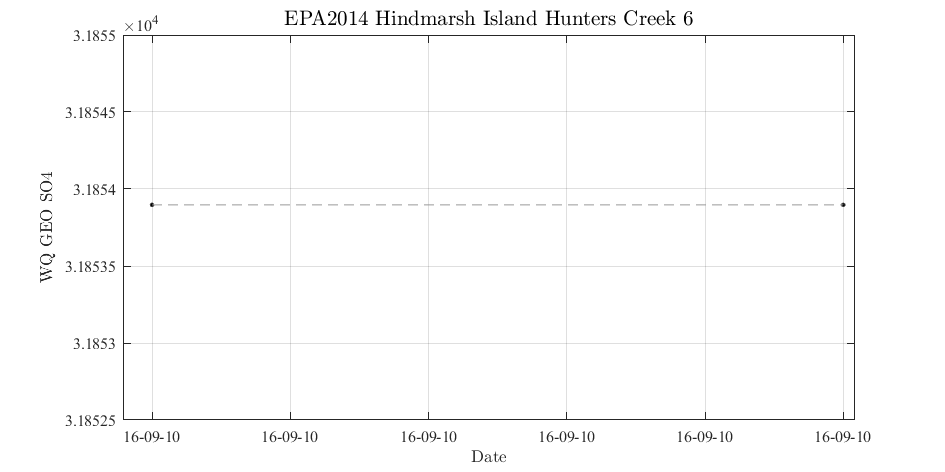 EPA2014 Hindmarsh Island Hunters Creek 6
×10⁴
3.1855
3.18545
3.1854
3.18535
3.1853
3.18525
WQ GEO SO4
16-09-10 16-09-10 16-09-10 16-09-10 16-09-10 16-09-10
Date